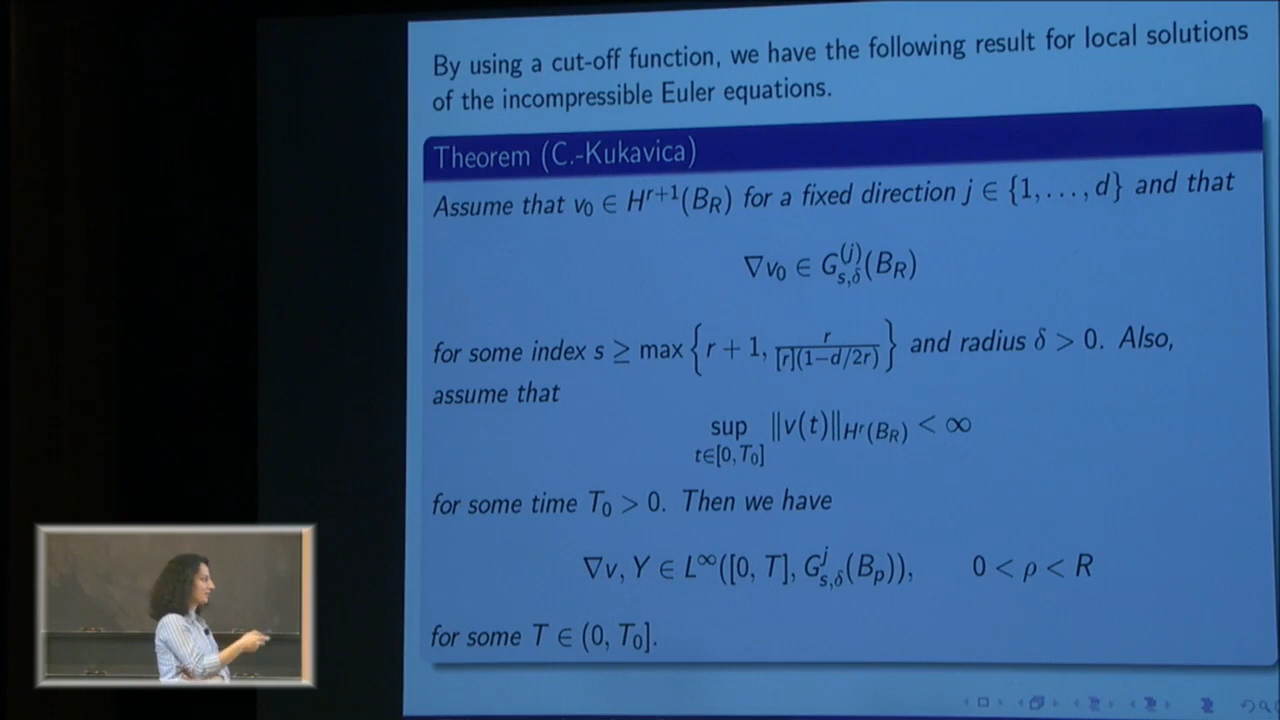 By using a cut-off function, we have the following result for local solutions
of the incompressible Euler equations.
Theorem (C.-Kukavica)
Assume that v₀ ∈ H^{r+1}(B_R) for a fixed direction j ∈ {1, . . . , d} and that
∇v₀ ∈ G^{(j)}_{s,δ}(B_R)
for some index s ≥ max { r + 1, r/([r](1−d/2r)) } and radius δ > 0. Also,
assume that
sup_{t∈[0,T₀]} ‖v(t)‖_{H^r(B_R)} < ∞
for some time T₀ > 0. Then we have
∇v, Y ∈ L^∞([0, T], G^j_{s,δ}(B_p)), 0 < ρ < R
for some T ∈ (0, T₀].